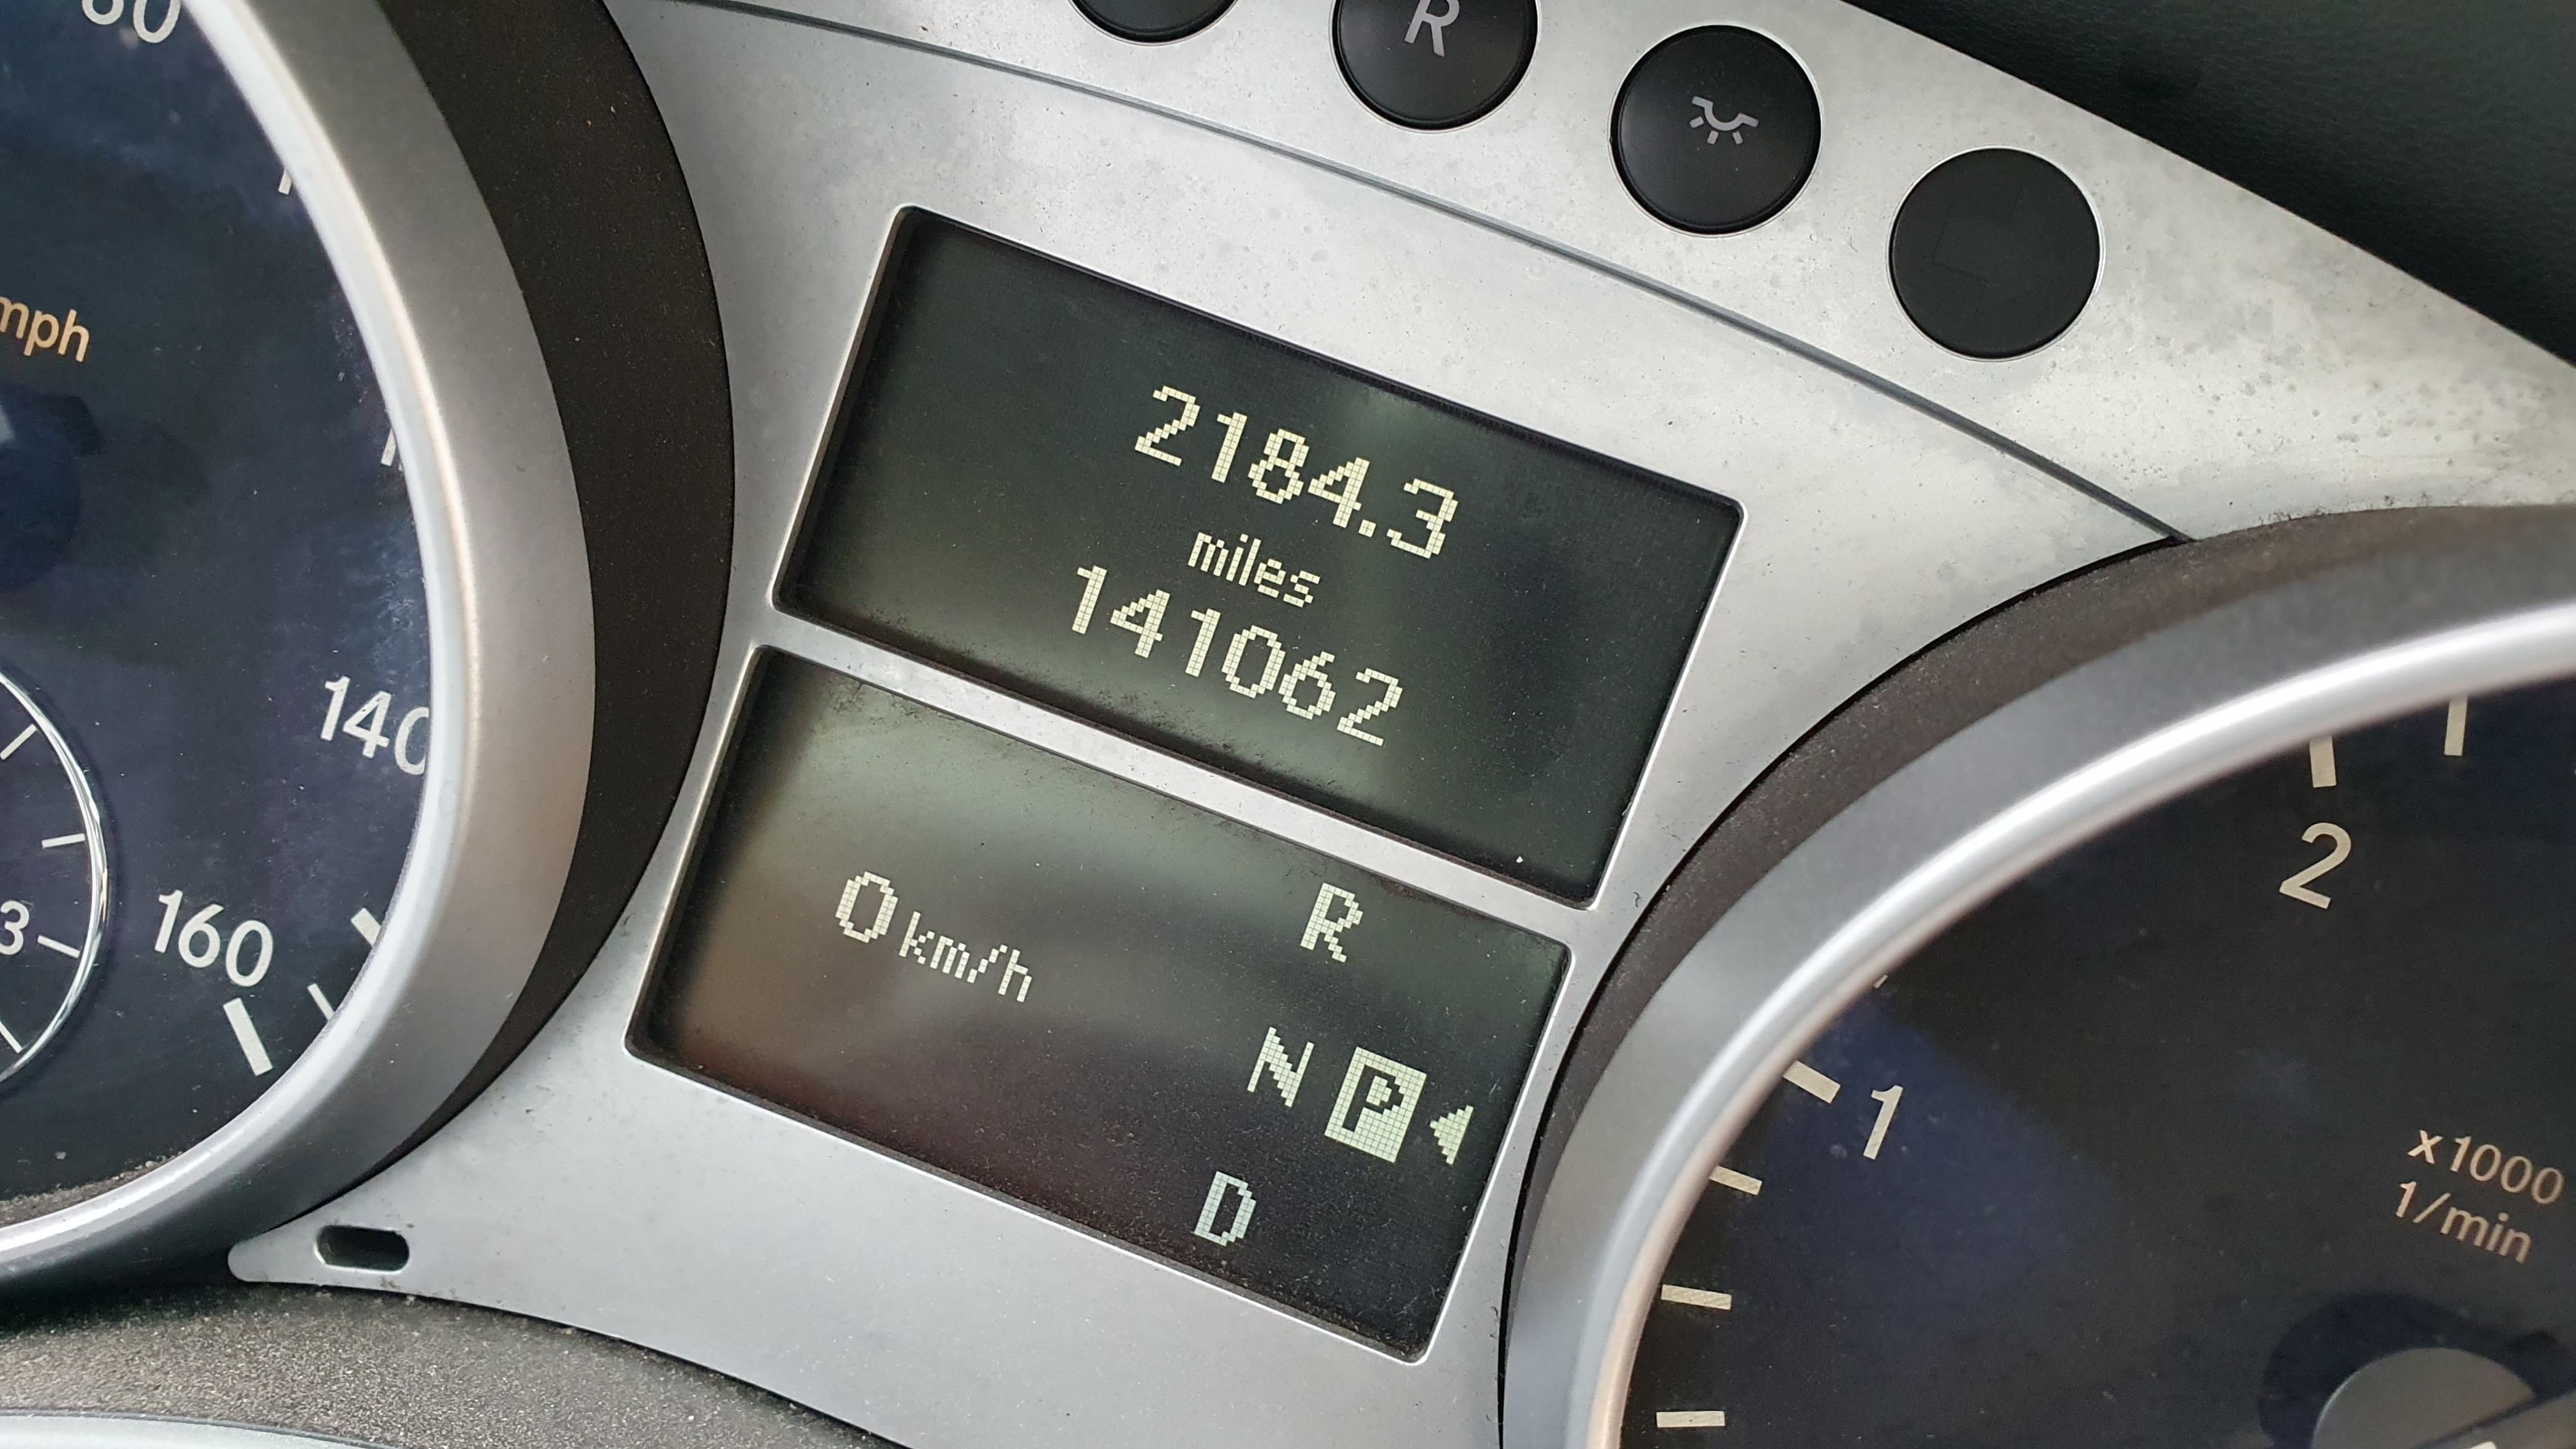 R
mph
2184.3
miles
141062
140
160
3
0 km/h
R
N P
D
2
1
x1000
1/min